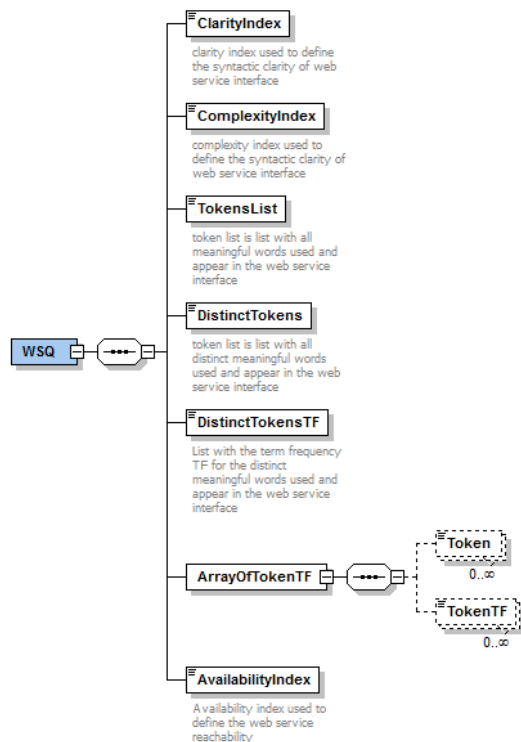 ClarityIndex
clarity index used to define
the syntactic clarity of web
service interface
ComplexityIndex
complexity index used to
define the syntactic clarity of
web service interface
TokensList
token list is list with all
meaningful words used and
appear in the web service
interface
DistinctTokens
token list is list with all
distinct meaningful words
used and appear in the web
service interface
WSQ
DistinctTokensTF
List with the term frequency
TF for the distinct
meaningful words used and
appear in the web service
interface
ArrayOfTokenTF
Token
0..∞
TokenTF
0..∞
AvailabilityIndex
Availability index used to
define the web service
reachability